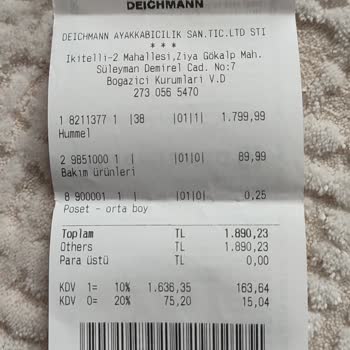 DEICHMANN
DEICHMANN AYAKKABICILIK SAN.TIC.LTD STI
* * *
Ikitelli-2 Mahallesi,Ziya Gökalp Mah.
Süleyman Demirel Cad. No:7
Bogazici Kurumlari V.D
273 056 5470
1 8211377 1 |38 |01|1| 1.799,99
Hummel
2 9851000 1 | |01|0| 89,99
Bakım ürünleri
8 900001 1 | |01|0| 0,25
Poset - orta boy
Toplam TL 1.890,23
Others TL 1.890,23
Para üstü TL 0,00
KDV 1= 10% 1.636,35 163,64
KDV 0= 20% 75,20 15,04